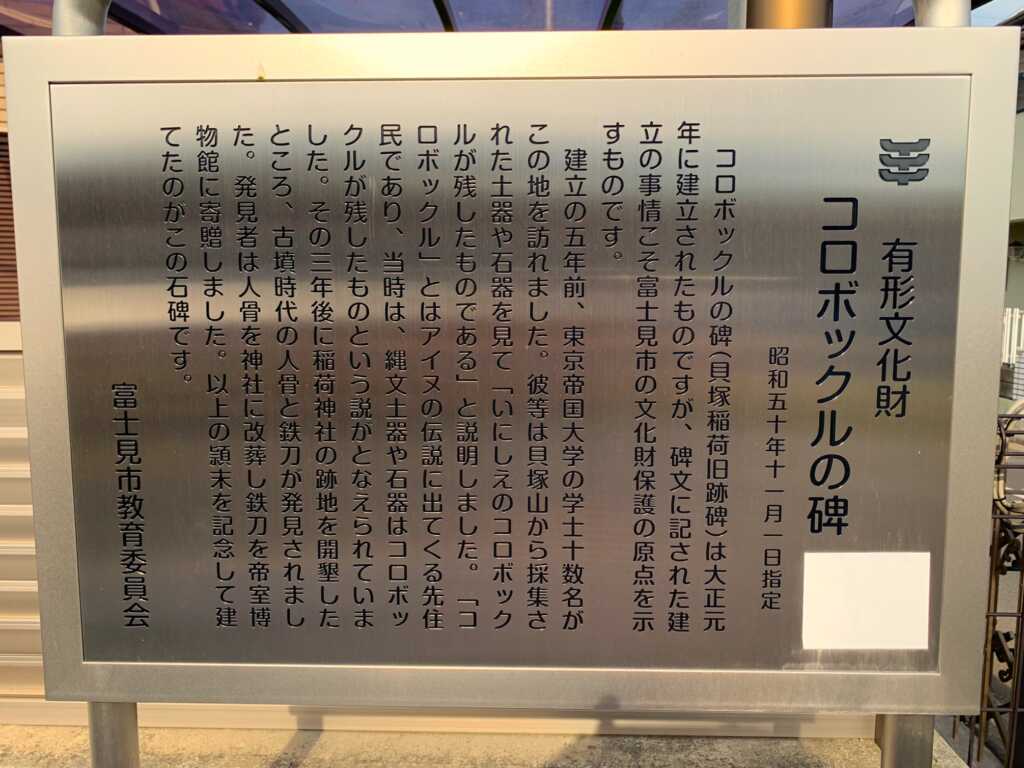 有形文化財
コロボックルの碑
昭和五十年十一月一日指定
コロボックルの碑(貝塚稲荷旧跡碑)は大正元
年に建立されたものですが、碑文に記された建
立の事情こそ富士見市の文化財保護の原点を示
すものです。
建立の五年前、東京帝国大学の学士十数名が
この地を訪れました。彼等は貝塚山から採集さ
れた土器や石器を見て「いにしえのコロボック
ルが残したものである」と説明しました。「コ
ロボックル」とはアイヌの伝説に出てくる先住
民であり、当時は、縄文土器や石器はコロボッ
クルが残したものという説がとなえられていま
した。その三年後に稲荷神社の跡地を開墾した
ところ、古墳時代の人骨と鉄刀が発見されまし
た。発見者は人骨を神社に改葬し鉄刀を帝室博
物館に寄贈しました。以上の顕末を記念して建
てたのがこの石碑です。
富士見市教育委員会